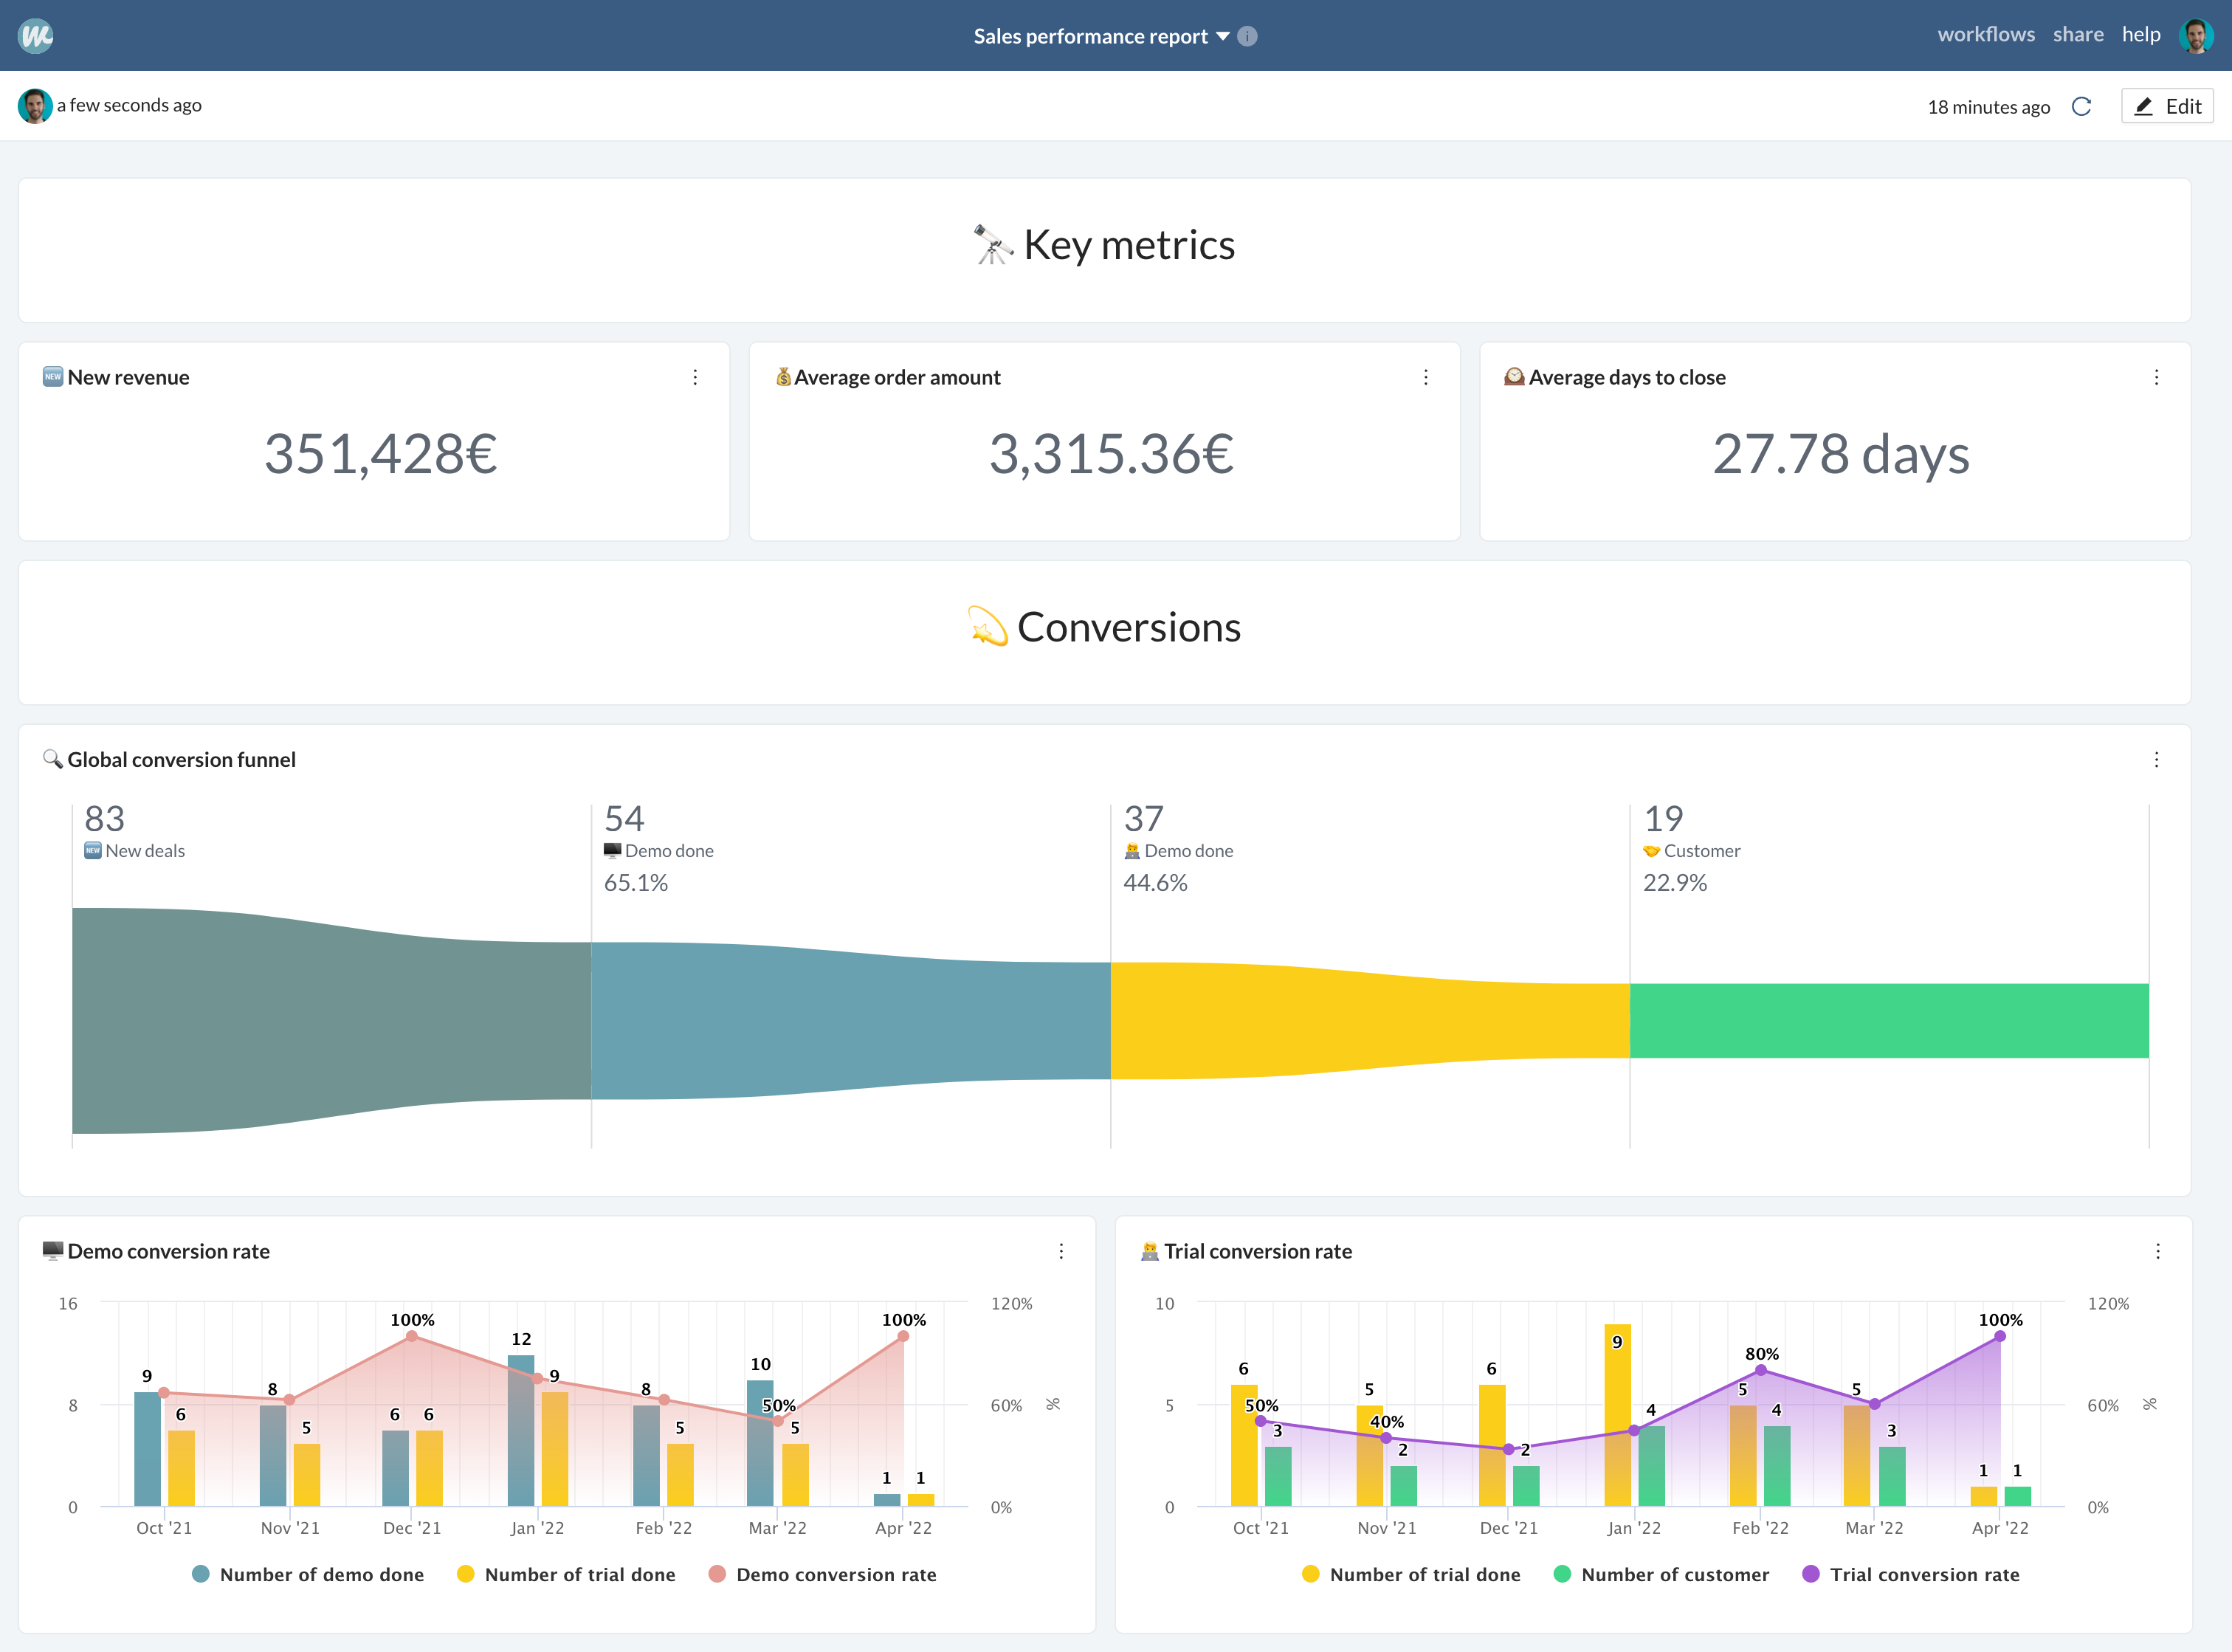 Sales performance report
workflows share help
a few seconds ago
18 minutes ago
Edit
Key metrics
NEW New revenue
351,428€
Average order amount
3,315.36€
Average days to close
27.78 days
Conversions
Global conversion funnel
83
NEW New deals
54
Demo done
65.1%
37
Demo done
44.6%
19
Customer
22.9%
Demo conversion rate
16
8
0
120%
60%
0%
%
9
6
8
5
6
100%
6
12
9
8
5
10
50%
5
1
100%
1
Oct '21
Nov '21
Dec '21
Jan '22
Feb '22
Mar '22
Apr '22
Number of demo done
Number of trial done
Demo conversion rate
Trial conversion rate
10
5
0
120%
60%
0%
%
6
50%
3
5
40%
2
6
2
9
4
80%
5
4
5
3
100%
1
1
Oct '21
Nov '21
Dec '21
Jan '22
Feb '22
Mar '22
Apr '22
Number of trial done
Number of customer
Trial conversion rate